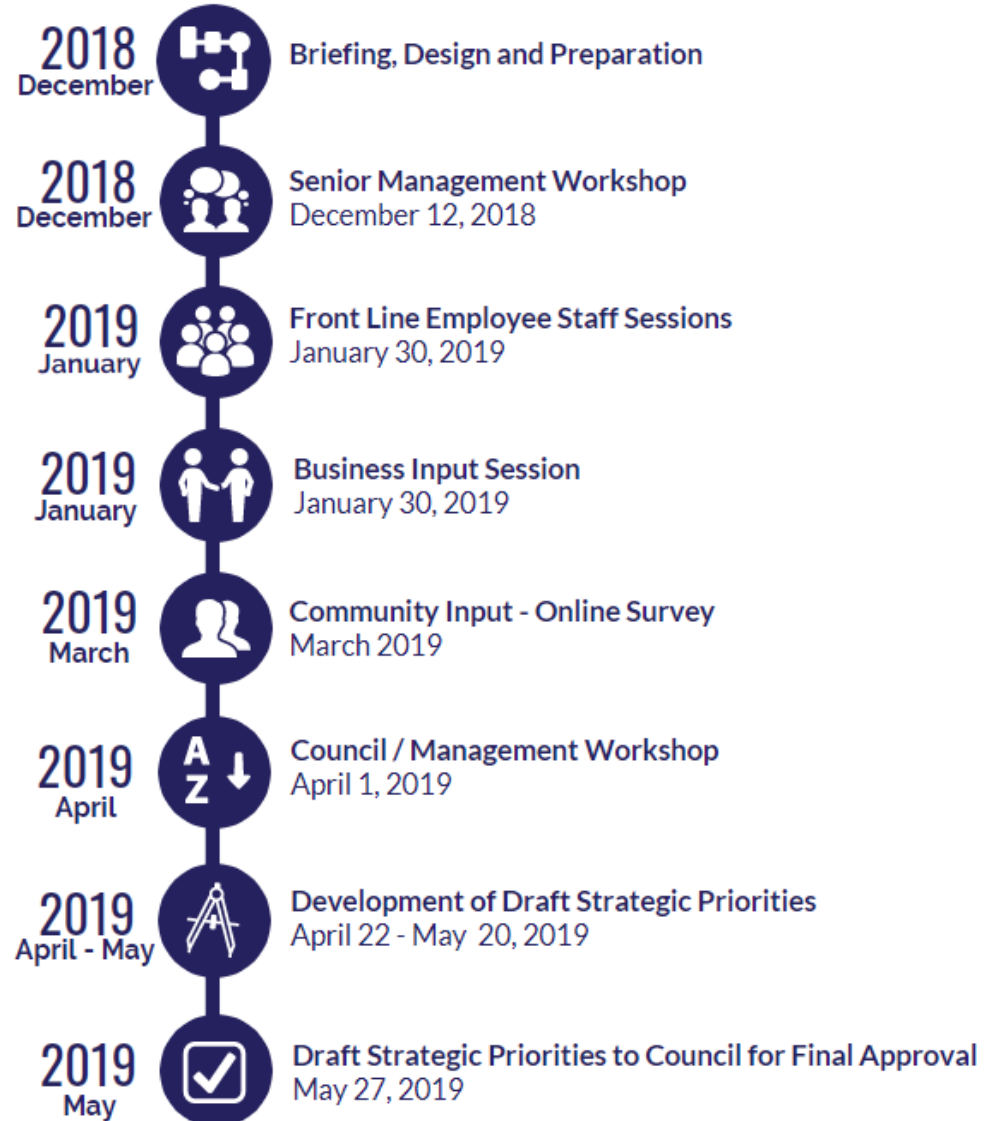 2018
December
Briefing, Design and Preparation
2018
December
Senior Management Workshop
December 12, 2018
2019
January
Front Line Employee Staff Sessions
January 30, 2019
2019
January
Business Input Session
January 30, 2019
2019
March
Community Input - Online Survey
March 2019
2019
April
A
Z
Council / Management Workshop
April 1, 2019
2019
April - May
Development of Draft Strategic Priorities
April 22 - May 20, 2019
2019
May
Draft Strategic Priorities to Council for Final Approval
May 27, 2019